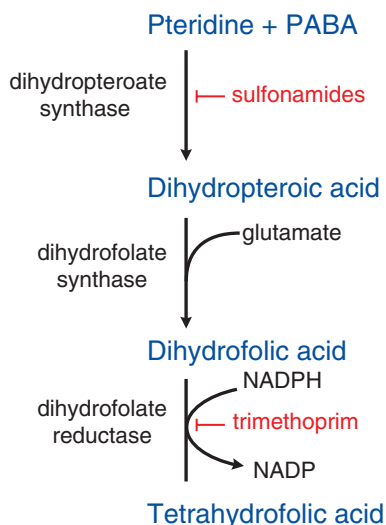 Pteridine + PABA
dihydropteroate
synthase
sulfonamides
Dihydropteroic acid
glutamate
dihydrofolate
synthase
Dihydrofolic acid
NADPH
dihydrofolate
reductase
trimethoprim
NADP
Tetrahydrofolic acid